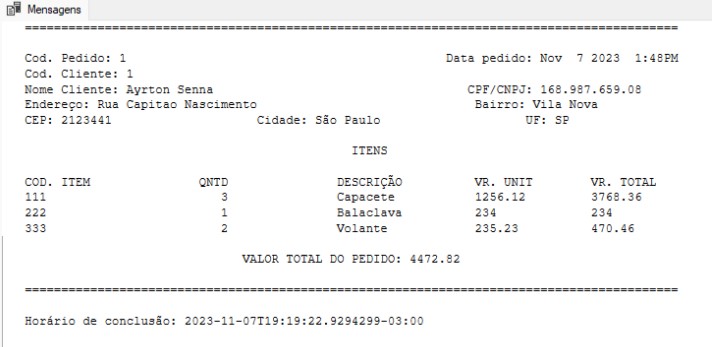 Mensagens
==============================================================================
Cod. Pedido: 1 Data pedido: Nov 7 2023 1:48PM
Cod. Cliente: 1
Nome Cliente: Ayrton Senna CPF/CNPJ: 168.987.659.08
Endereço: Rua Capitao Nascimento Bairro: Vila Nova
CEP: 2123441 Cidade: São Paulo UF: SP
ITENS
COD. ITEM QNTD DESCRIÇÃO VR. UNIT VR. TOTAL
111 3 Capacete 1256.12 3768.36
222 1 Balaclava 234 234
333 2 Volante 235.23 470.46
VALOR TOTAL DO PEDIDO: 4472.82
==============================================================================
Horário de conclusão: 2023-11-07T19:19:22.9294299-03:00